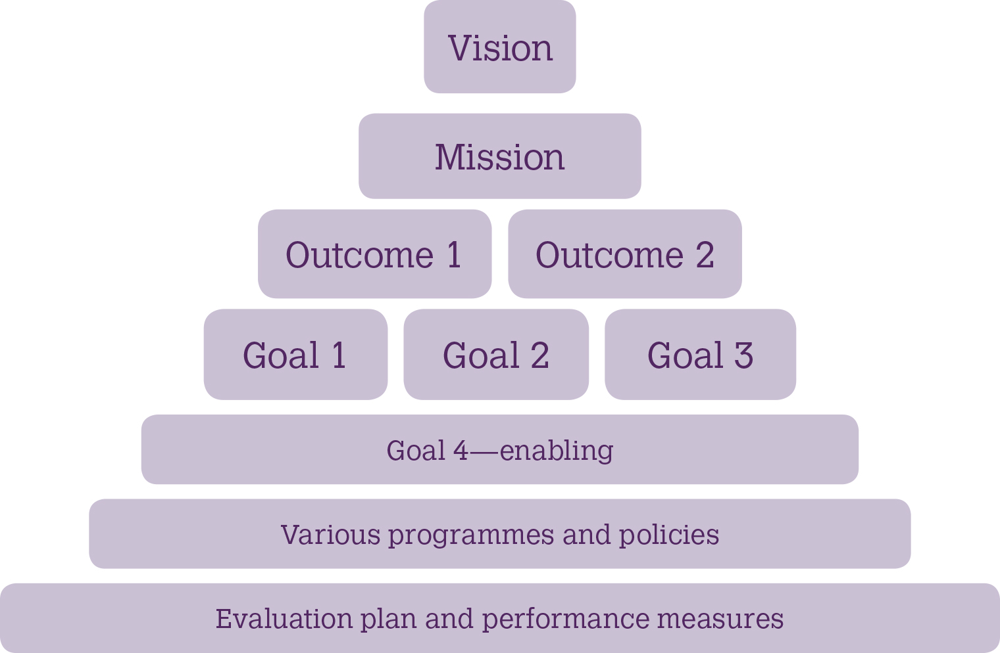 Vision
Mission
Outcome 1 Outcome 2
Goal 1 Goal 2 Goal 3
Goal 4—enabling
Various programmes and policies
Evaluation plan and performance measures